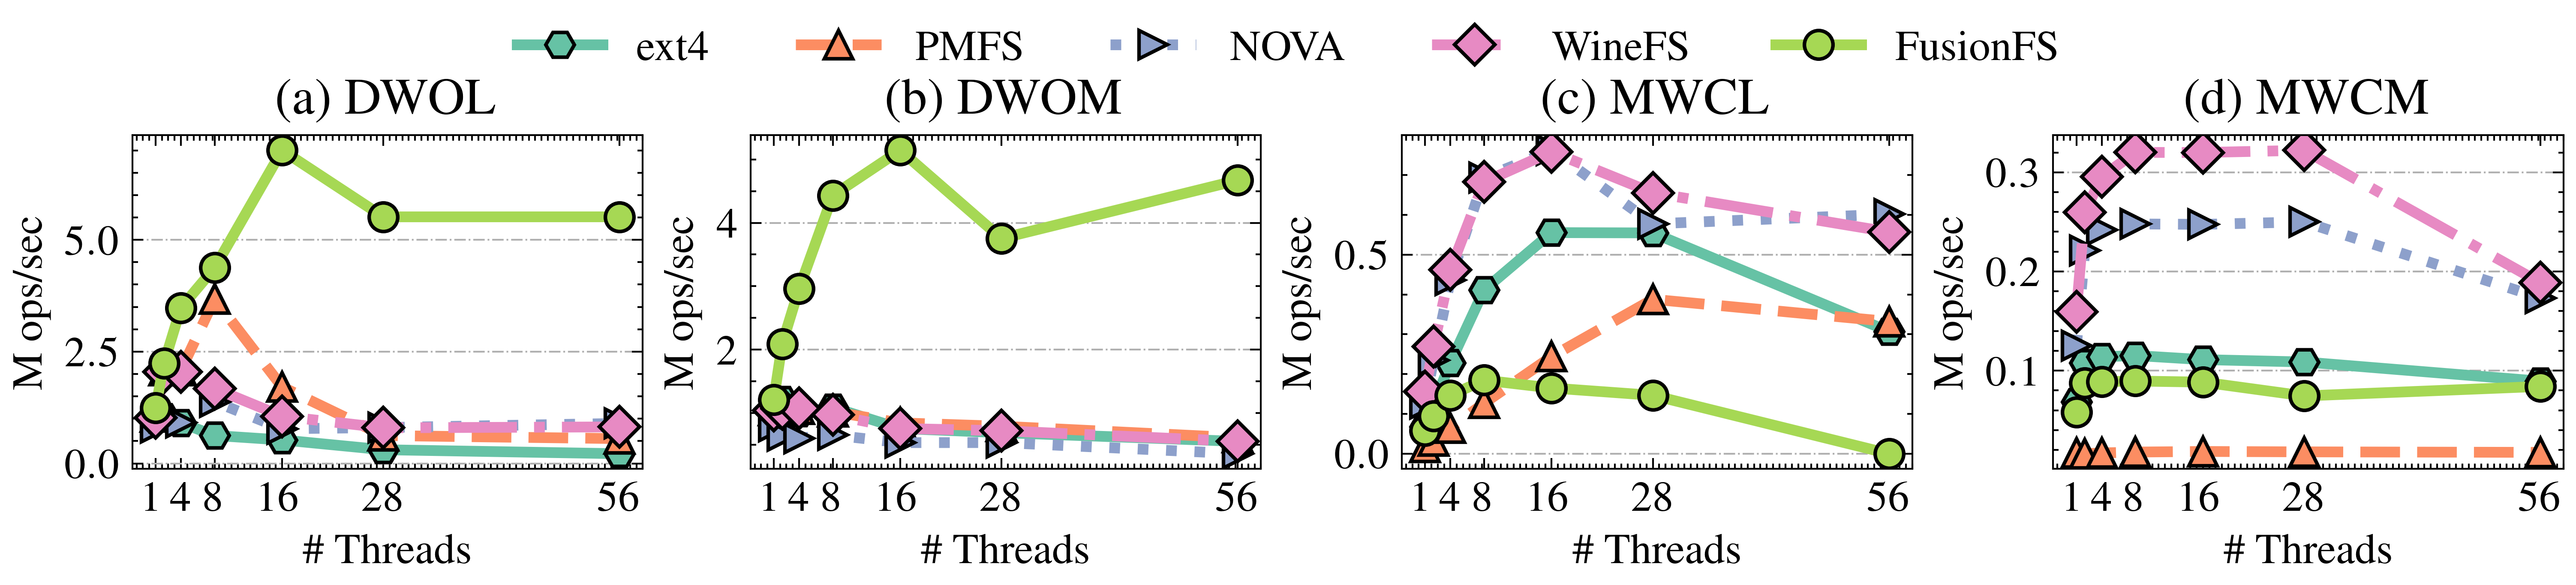 ext4 PMFS NOVA WineFS FusionFS
(a) DWOL
M ops/sec
5.0
2.5
0.0
1 4 8 16 28 56
# Threads
(b) DWOM
M ops/sec
4
2
1 4 8 16 28 56
# Threads
(c) MWCL
M ops/sec
0.5
0.0
1 4 8 16 28 56
# Threads
(d) MWCM
M ops/sec
0.3
0.2
0.1
1 4 8 16 28 56
# Threads